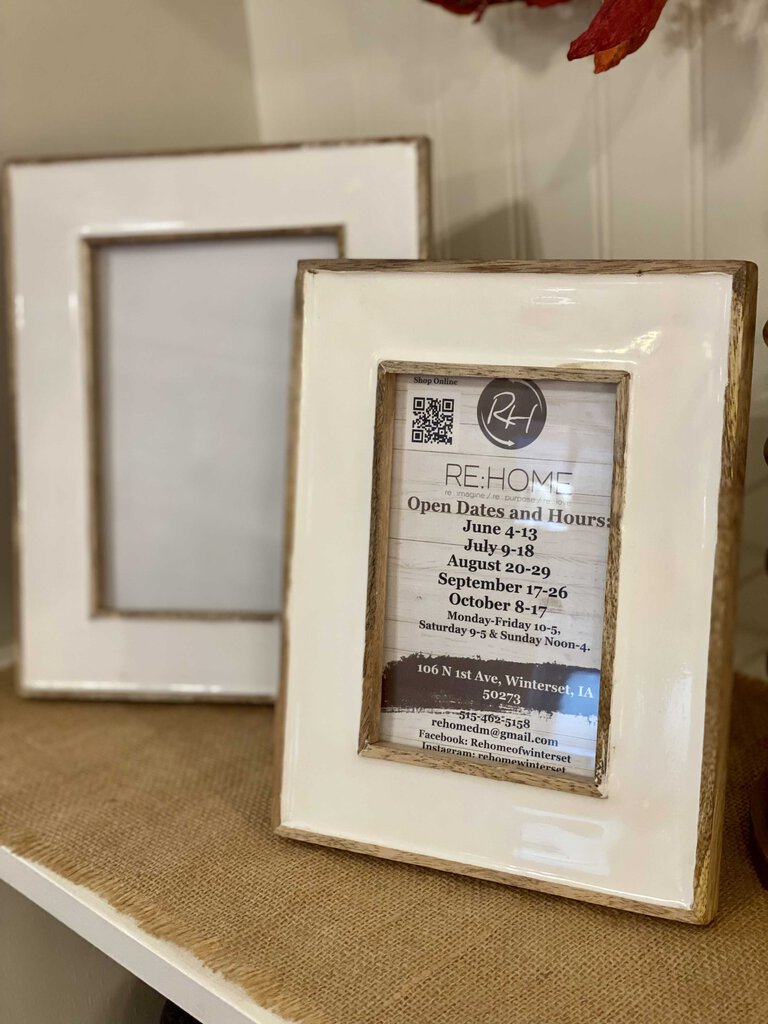 Shop Online
RH
RE:HOME
re : imagine / re : purpose / re : love
Open Dates and Hours:
June 4-13
July 9-18
August 20-29
September 17-26
October 8-17
Monday-Friday 10-5,
Saturday 9-5 & Sunday Noon-4.
106 N 1st Ave, Winterset, IA
50273
515-462-5158
rehomedm@gmail.com
Facebook: Rehomeofwinterset
Instagram: rehomewinterset